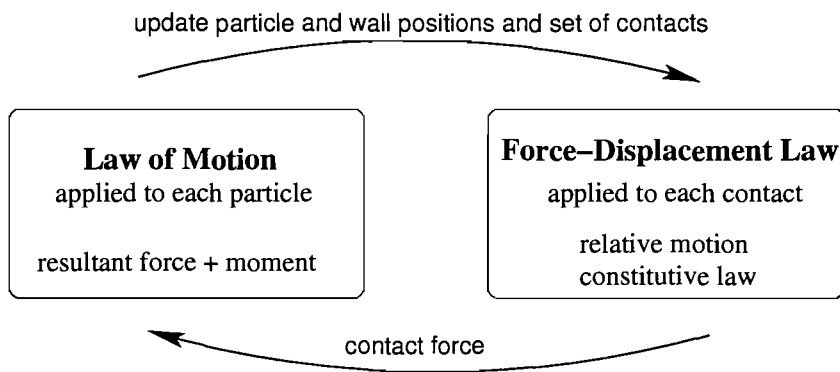 update particle and wall positions and set of contacts
Law of Motion
applied to each particle
resultant force + moment
Force–Displacement Law
applied to each contact
relative motion
constitutive law
contact force